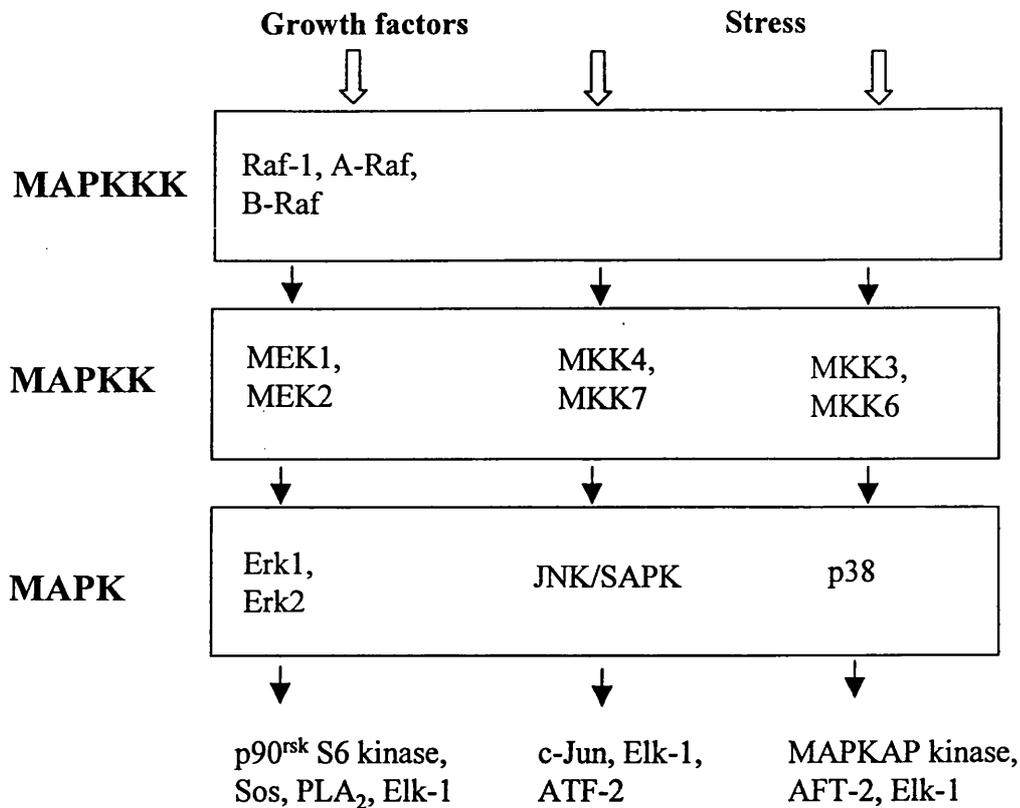 Growth factors Stress
MAPKKK
Raf-1, A-Raf,
B-Raf
MAPKK
MEK1,
MEK2
MKK4,
MKK7
MKK3,
MKK6
MAPK
Erk1,
Erk2
JNK/SAPK
p38
p90rsk S6 kinase,
Sos, PLA2, Elk-1
c-Jun, Elk-1,
ATF-2
MAPKAP kinase,
AFT-2, Elk-1